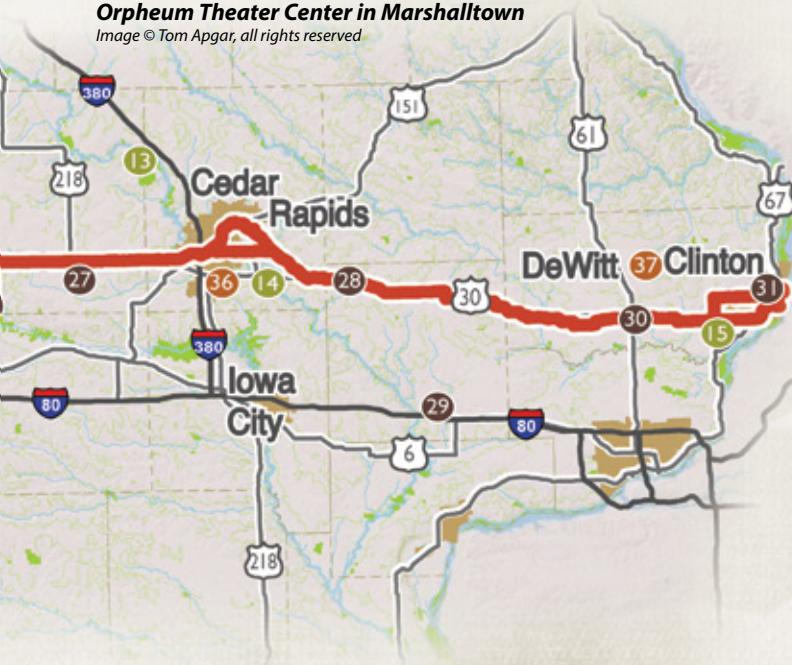 Orpheum Theater Center in Marshalltown
Image © Tom Apgar, all rights reserved
380
151
61
13
218
Cedar
Rapids
67
DeWitt
37
Clinton
27
36
14
28
30
31
30
15
380
80
Iowa
City
29
80
6
218